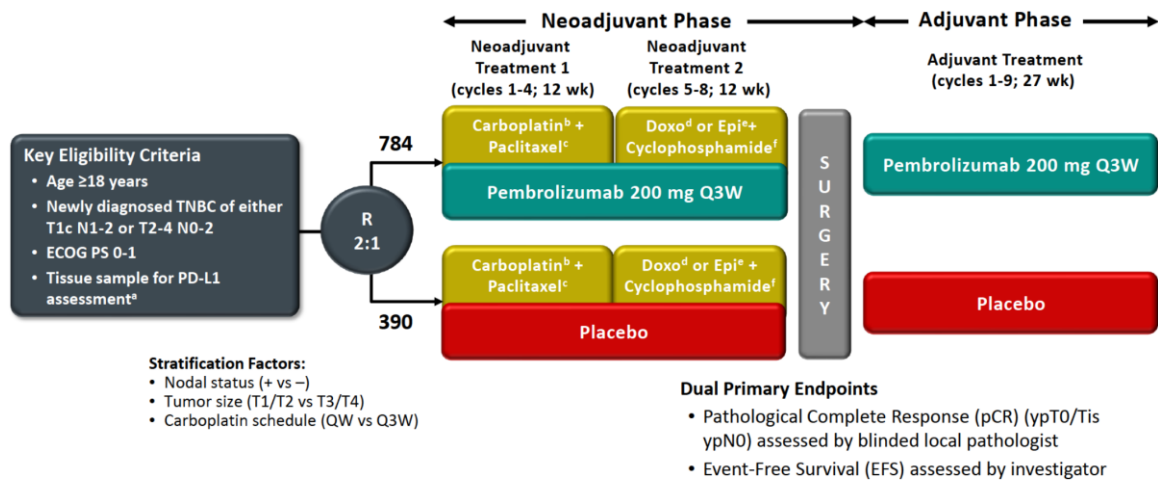 Neoadjuvant Phase
Adjuvant Phase
Neoadjuvant
Treatment 1
(cycles 1-4; 12 wk)
Neoadjuvant
Treatment 2
(cycles 5-8; 12 wk)
Adjuvant Treatment
(cycles 1-9; 27 wk)
Key Eligibility Criteria
• Age ≥18 years
• Newly diagnosed TNBC of either
T1c N1-2 or T2-4 N0-2
• ECOG PS 0-1
• Tissue sample for PD-L1
assessmentᵃ
R
2:1
784
390
Carboplatinᵇ +
Paclitaxelᶜ
Doxoᵈ or Epiᵉ+
Cyclophosphamideᶠ
Pembrolizumab 200 mg Q3W
Carboplatinᵇ +
Paclitaxelᶜ
Doxoᵈ or Epiᵉ +
Cyclophosphamideᶠ
Placebo
SURGERY
Pembrolizumab 200 mg Q3W
Placebo
Stratification Factors:
• Nodal status (+ vs –)
• Tumor size (T1/T2 vs T3/T4)
• Carboplatin schedule (QW vs Q3W)
Dual Primary Endpoints
• Pathological Complete Response (pCR) (ypT0/Tis
ypN0) assessed by blinded local pathologist
• Event-Free Survival (EFS) assessed by investigator